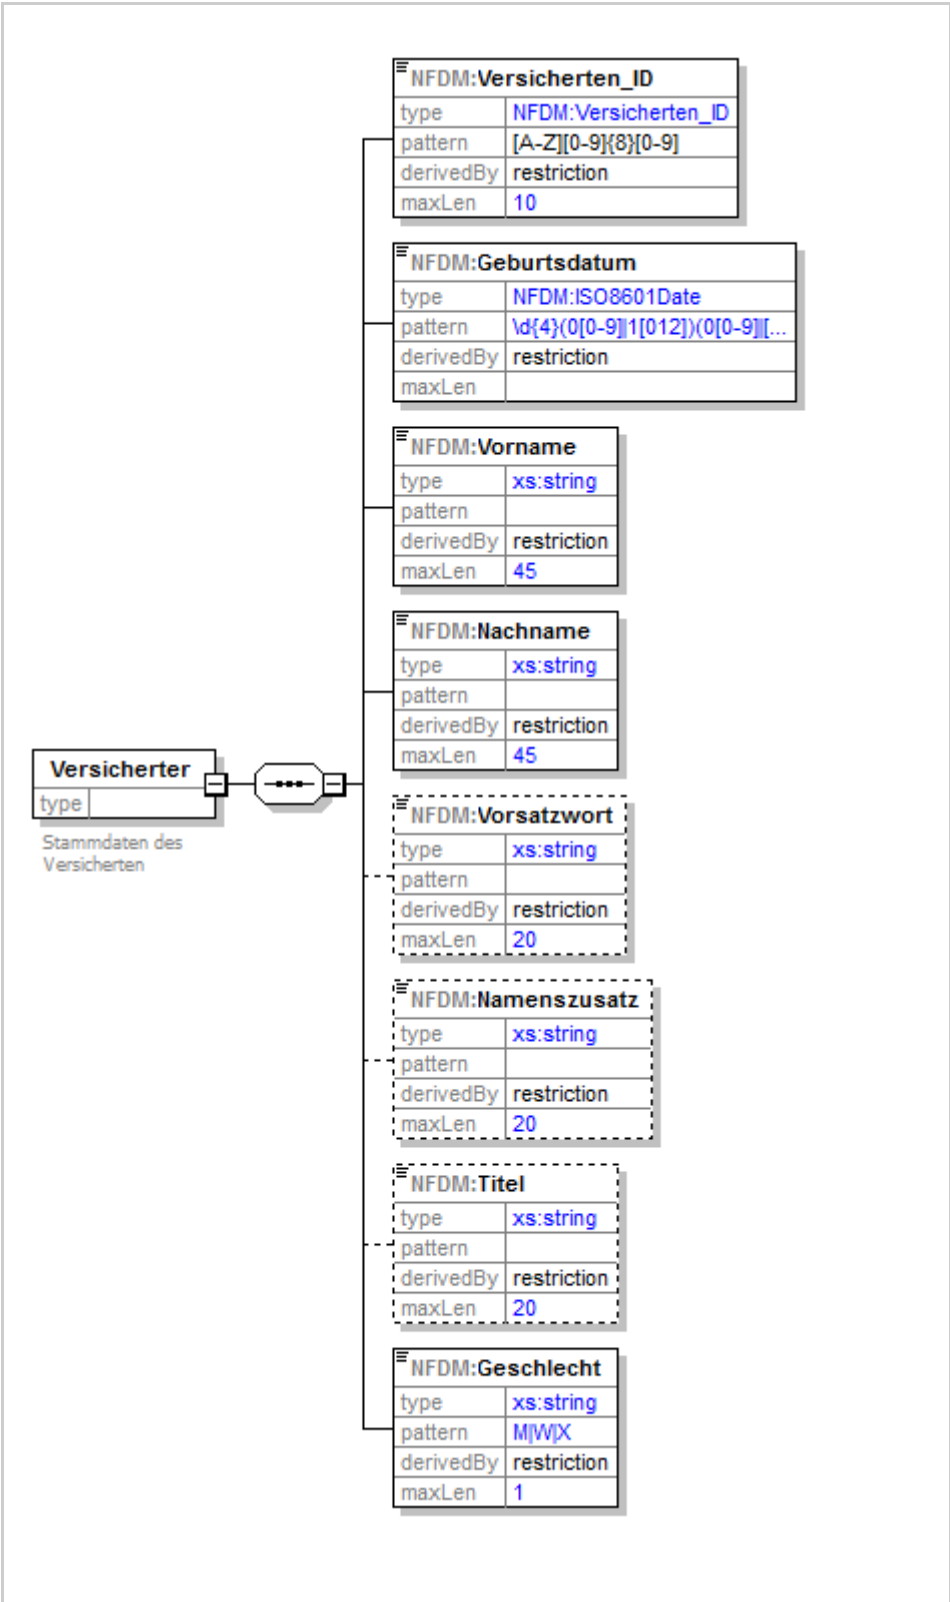 NFDM:Versicherten_ID
type NFDM:Versicherten_ID
pattern [A-Z][0-9]{8}[0-9]
derivedBy restriction
maxLen 10
NFDM:Geburtsdatum
type NFDM:ISO8601Date
pattern \d{4}(0[0-9]|1[012])(0[0-9]|[...
derivedBy restriction
maxLen
NFDM:Vorname
type xs:string
pattern
derivedBy restriction
maxLen 45
NFDM:Nachname
type xs:string
pattern
derivedBy restriction
maxLen 45
Versicherter
type
Stammdaten des
Versicherten
NFDM:Vorsatzwort
type xs:string
pattern
derivedBy restriction
maxLen 20
NFDM:Namenszusatz
type xs:string
pattern
derivedBy restriction
maxLen 20
NFDM:Titel
type xs:string
pattern
derivedBy restriction
maxLen 20
NFDM:Geschlecht
type xs:string
pattern M|W|X
derivedBy restriction
maxLen 1